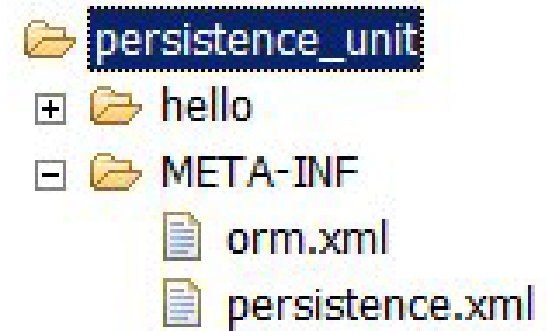 persistence_unit
hello
META-INF
orm.xml
persistence.xml